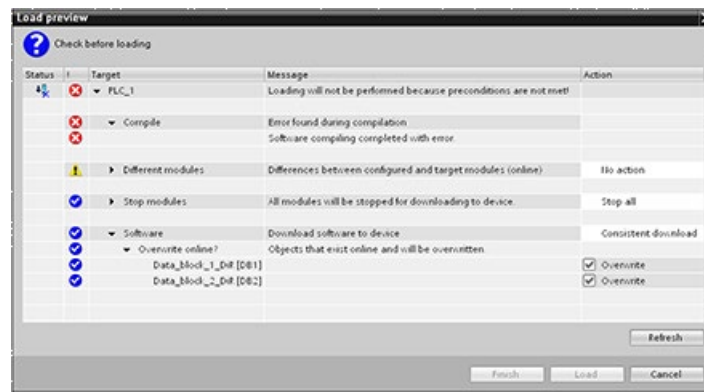 Load preview
Check before loading
Status ! Target Message Action
PLC_1 Loading will not be performed because preconditions are not met!
Compile Error found during compilation
Software compiling completed with error.
Different modules Differences between configured and target modules (online) No action
Stop modules All modules will be stopped for downloading to device. Stop all
Software Download software to device Consistent download
Overwrite online? Objects that exist online and will be overwritten
[DB1] Overwrite
[DB2] Overwrite
Refresh
Finish Load Cancel